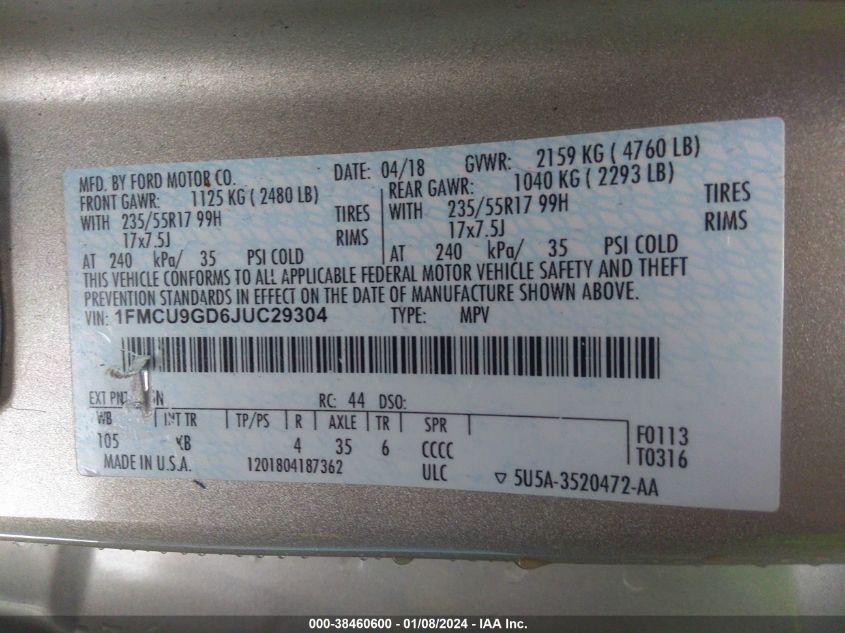 MFD. BY FORD MOTOR CO. DATE: 04/18 GVWR: 2159 KG ( 4760 LB)
FRONT GAWR: 1125 KG ( 2480 LB) REAR GAWR: 1040 KG ( 2293 LB)
WITH 235/55R17 99H TIRES WITH 235/55R17 99H TIRES
17x7.5J RIMS 17x7.5J RIMS
AT 240 kPa/ 35 PSI COLD AT 240 kPa/ 35 PSI COLD
THIS VEHICLE CONFORMS TO ALL APPLICABLE FEDERAL MOTOR VEHICLE SAFETY AND THEFT
PREVENTION STANDARDS IN EFFECT ON THE DATE OF MANUFACTURE SHOWN ABOVE.
VIN: 1FMCU9GD6JUC29304 TYPE: MPV
EXT PNT RC: 44 DSO:
WB INT TR TP/PS R AXLE TR SPR F0113
105 KB 4 35 6 CCCC T0316
MADE IN U.S.A. 1201804187362 ULC ▽ 5U5A-3520472-AA
000-38460600 - 01/08/2024 - IAA Inc.